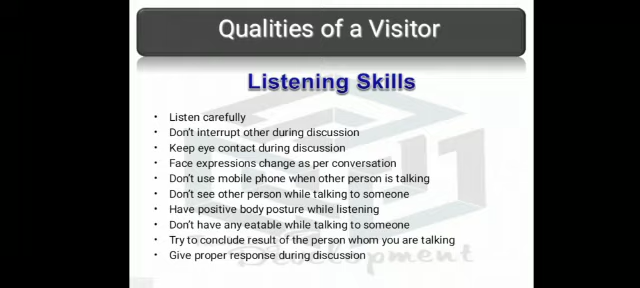 Qualities of a Visitor
Listening Skills
• Listen carefully
• Don't interrupt other during discussion
• Keep eye contact during discussion
• Face expressions change as per conversation
• Don't use mobile phone when other person is talking
• Don't see other person while talking to someone
• Have positive body posture while listening
• Don't have any eatable while talking to someone
• Try to conclude result of the person whom you are talking
• Give proper response during discussion
Development